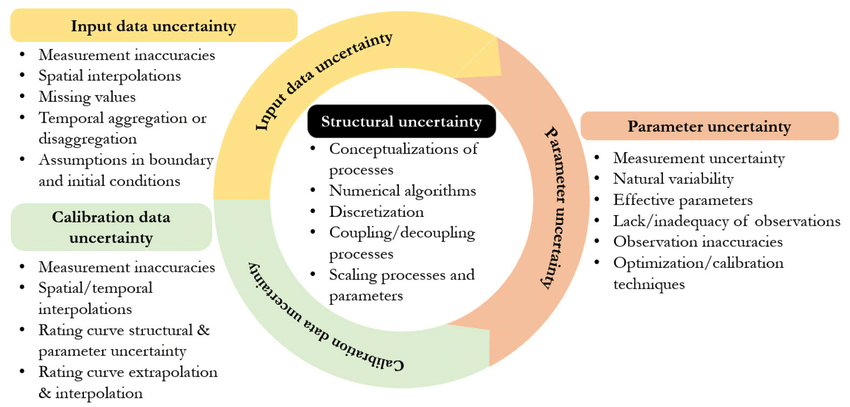 Input data uncertainty
• Measurement inaccuracies
• Spatial interpolations
• Missing values
• Temporal aggregation or
disaggregation
• Assumptions in boundary
and initial conditions
Calibration data
uncertainty
• Measurement inaccuracies
• Spatial/temporal
interpolations
• Rating curve structural &
parameter uncertainty
• Rating curve extrapolation
& interpolation
Input data uncertainty
Parameter uncertainty
Calibration data uncertainty
Structural uncertainty
• Conceptualizations of
processes
• Numerical algorithms
• Discretization
• Coupling/decoupling
processes
• Scaling processes and
parameters
Parameter uncertainty
• Measurement uncertainty
• Natural variability
• Effective parameters
• Lack/inadequacy of observations
• Observation inaccuracies
• Optimization/calibration
techniques